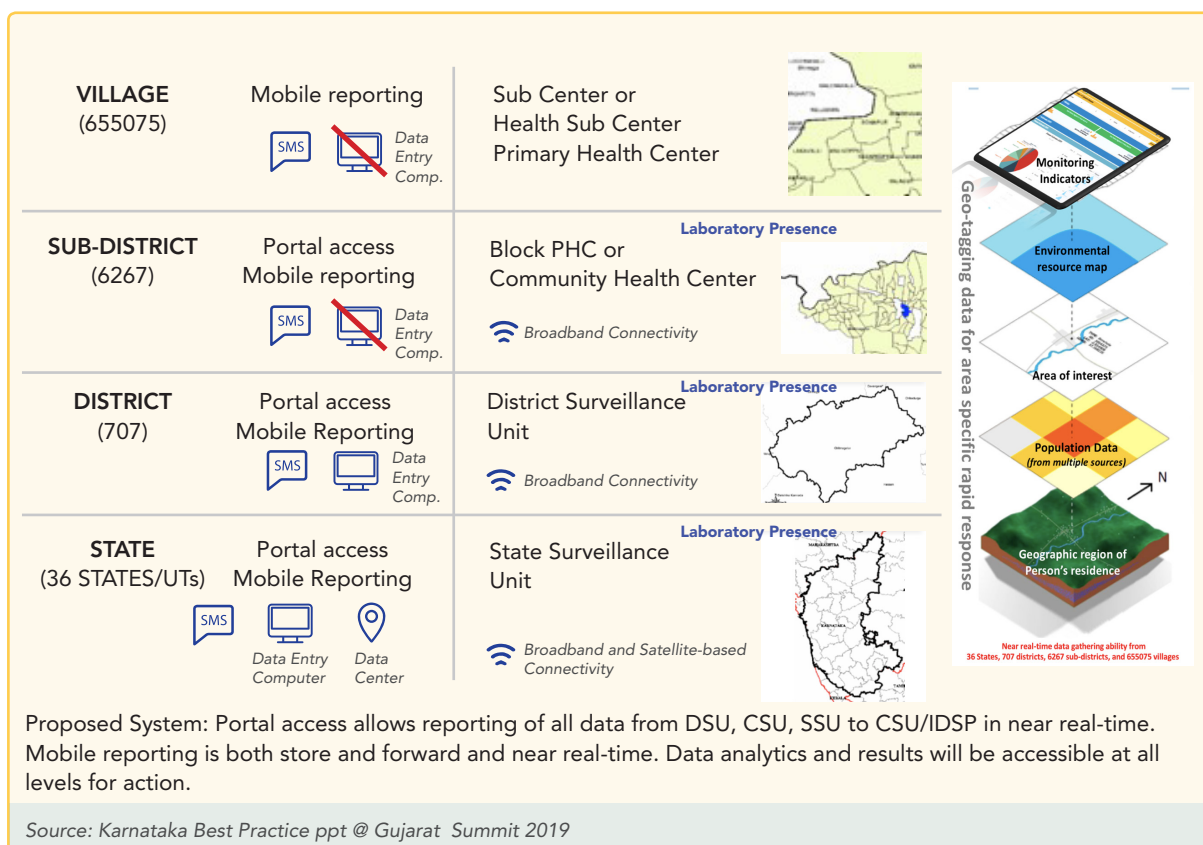 VILLAGE
(655075)
Mobile reporting
SMS
Data
Entry
Comp.
Sub Center or
Health Sub Center
Primary Health Center
SUB-DISTRICT
(6267)
Portal access
Mobile reporting
SMS
Data
Entry
Comp.
Laboratory Presence
Block PHC or
Community Health Center
Broadband Connectivity
DISTRICT
(707)
Portal access
Mobile Reporting
SMS
Data
Entry
Comp.
Laboratory Presence
District Surveillance
Unit
Broadband Connectivity
STATE
(36 STATES/UTs)
Portal access
Mobile Reporting
SMS
Data Entry
Computer
Data
Center
Laboratory Presence
State Surveillance
Unit
Broadband and Satellite-based
Connectivity
KARNATAKA
Geo-tagging data for area specific rapid response
Monitoring
Indicators
Environmental
resource map
Area of interest
Population Data
(from multiple sources)
N
Geographic region of
Person's residence
Near real-time data gathering ability from
36 States, 707 districts, 6267 sub-districts, and 655075 villages
Proposed System: Portal access allows reporting of all data from DSU, CSU, SSU to CSU/IDSP in near real-time.
Mobile reporting is both store and forward and near real-time. Data analytics and results will be accessible at all
levels for action.
Source: Karnataka Best Practice ppt @ Gujarat Summit 2019